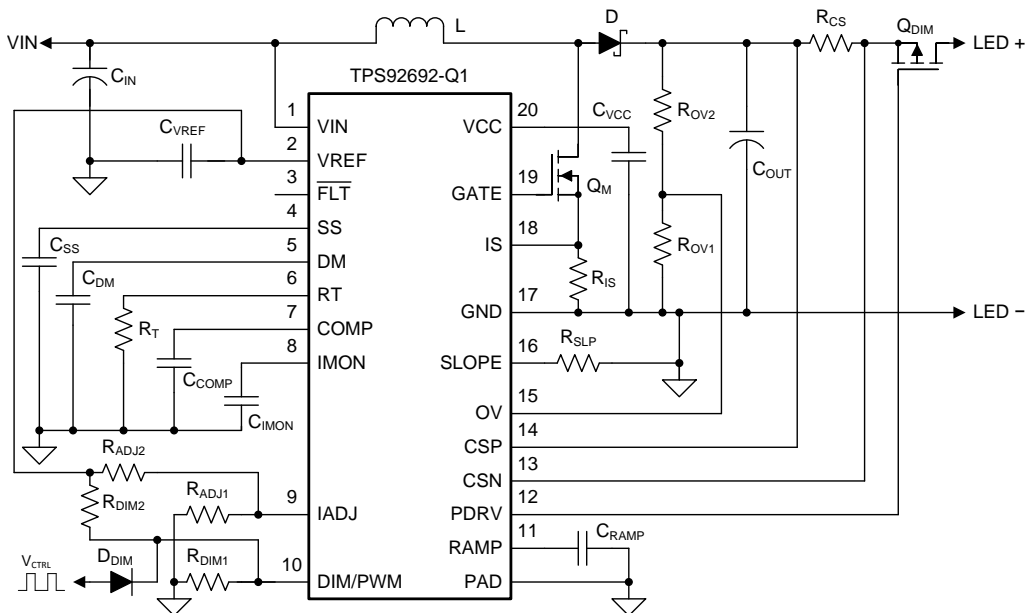 L
D
R_CS
Q_DIM
VIN
LED +
C_IN
TPS92692-Q1
C_VREF
1
VIN
2
VREF
3
FLT
4
SS
5
DM
6
RT
7
COMP
8
IMON
9
IADJ
10
DIM/PWM
20
VCC
19
GATE
18
IS
17
GND
16
SLOPE
15
OV
14
CSP
13
CSN
12
PDRV
11
RAMP
PAD
C_VCC
R_OV2
C_OUT
Q_M
R_OV1
R_IS
LED −
R_SLP
C_RAMP
C_SS
C_DM
R_T
C_COMP
C_IMON
R_ADJ2
R_ADJ1
R_DIM2
R_DIM1
V_CTRL
D_DIM